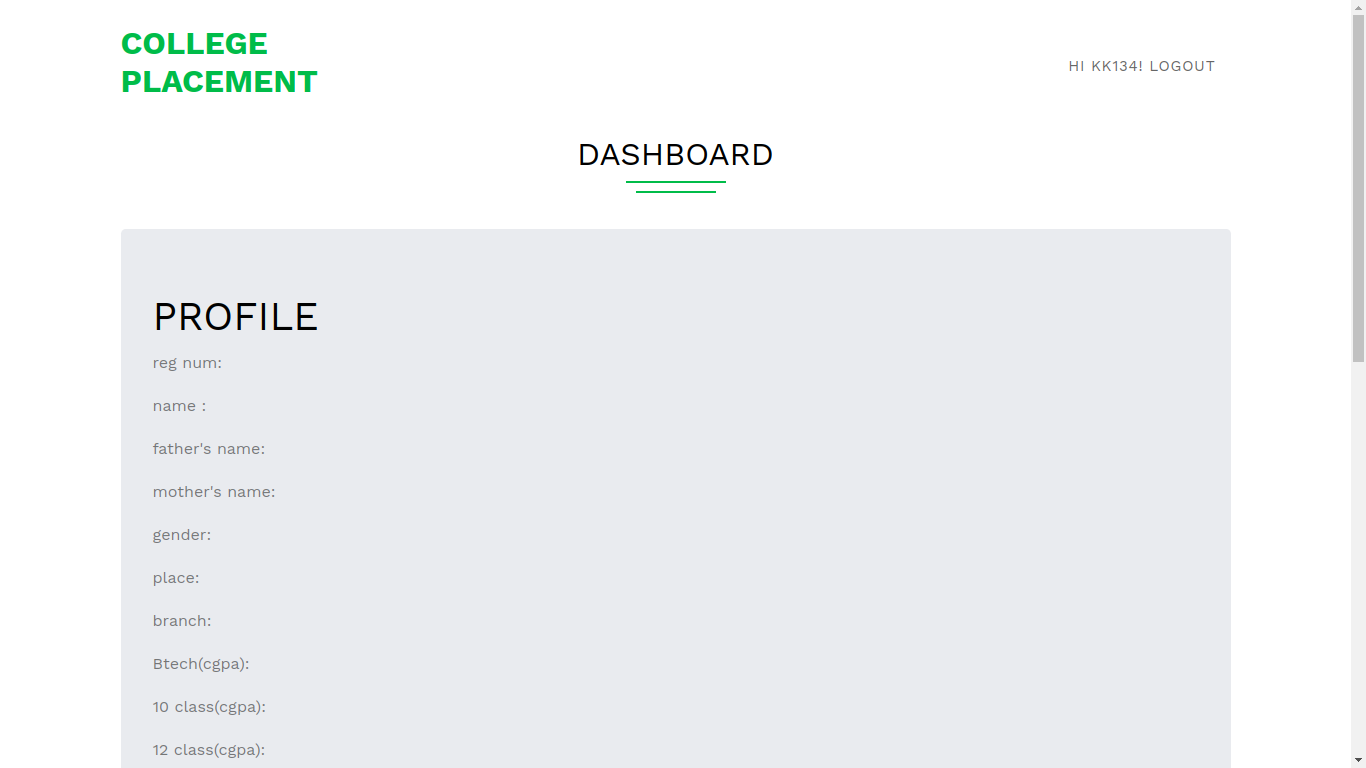 COLLEGE
PLACEMENT
HI KK134! LOGOUT
DASHBOARD
PROFILE
reg num:
name :
father's name:
mother's name:
gender:
place:
branch:
Btech(cgpa):
10 class(cgpa):
12 class(cgpa):